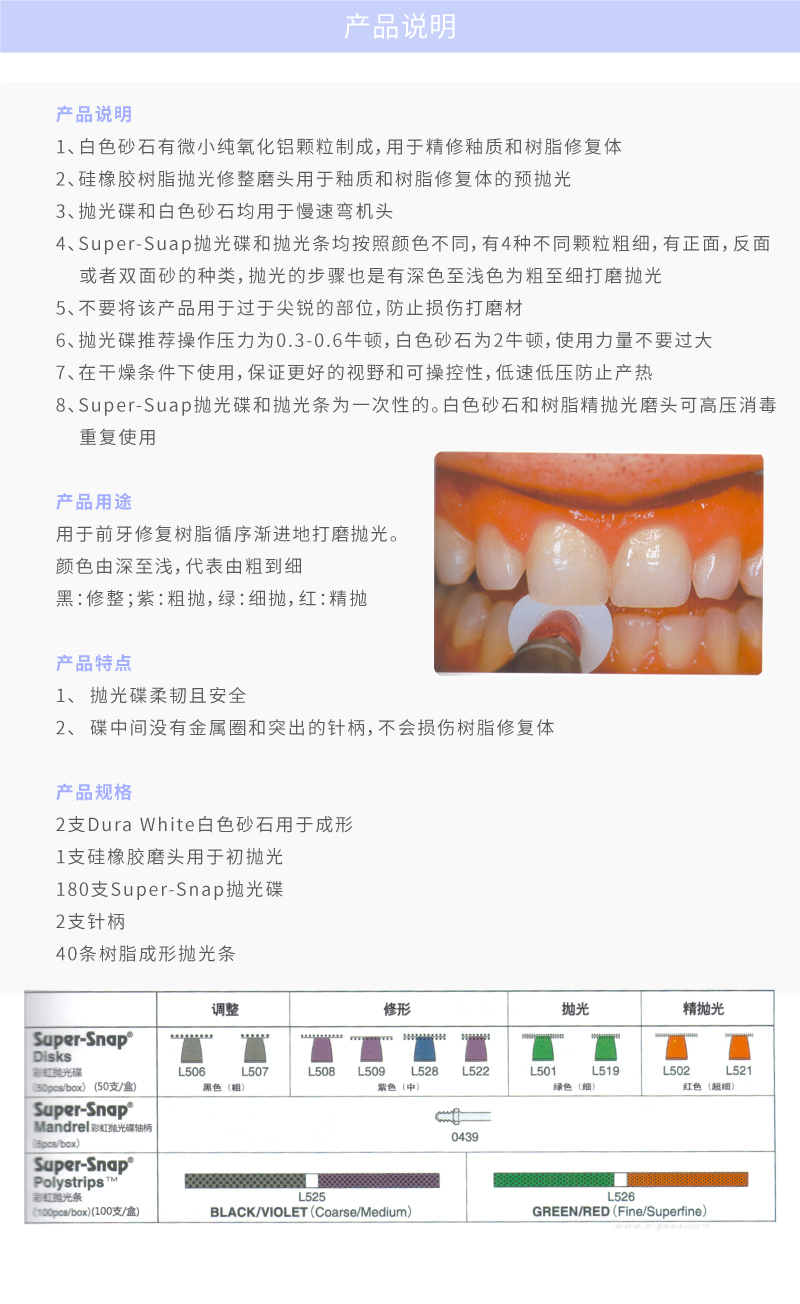 产品说明
产品说明
1、白色砂石有微小纯氧化铝颗粒制成，用于精修釉质和树脂修复体
2、硅橡胶树脂抛光修整磨头用于釉质和树脂修复体的预抛光
3、抛光碟和白色砂石均用于慢速弯机头
4、Super-Suap抛光碟和抛光条均按照颜色不同，有4种不同颗粒粗细，有正面，反面
或者双面砂的种类，抛光的步骤也是有深色至浅色为粗至细打磨抛光
5、不要将该产品用于过于尖锐的部位，防止损伤打磨材
6、抛光碟推荐操作压力为0.3-0.6牛顿，白色砂石为2牛顿，使用力量不要过大
7、在干燥条件下使用，保证更好的视野和可操控性，低速低压防止产热
8、Super-Suap抛光碟和抛光条为一次性的。白色砂石和树脂精抛光磨头可高压消毒
重复使用
产品用途
用于前牙修复树脂循序渐进地打磨抛光。
颜色由深至浅，代表由粗到细
黑：修整；紫：粗抛，绿：细抛，红：精抛
产品特点
1、 抛光碟柔韧且安全
2、 碟中间没有金属圈和突出的针柄，不会损伤树脂修复体
产品规格
2支Dura White白色砂石用于成形
1支硅橡胶磨头用于初抛光
180支Super-Snap抛光碟
2支针柄
40条树脂成形抛光条
调整 修形 抛光 精抛光
Super-Snap®
Disks
彩虹抛光碟
(50pcs/box) (50支/盒)
L506 L507 L508 L509 L528 L522 L501 L519 L502 L521
黑色（粗） 紫色（中） 绿色（细） 红色（超细）
Super-Snap®
Mandrel彩虹抛光碟轴柄
(6pcs/box)
0439
Super-Snap®
Polystrips™
彩虹抛光条
(100pcs/box)(100支/盒)
L525 L526
BLACK/VIOLET (Coarse/Medium) GREEN/RED (Fine/Superfine)